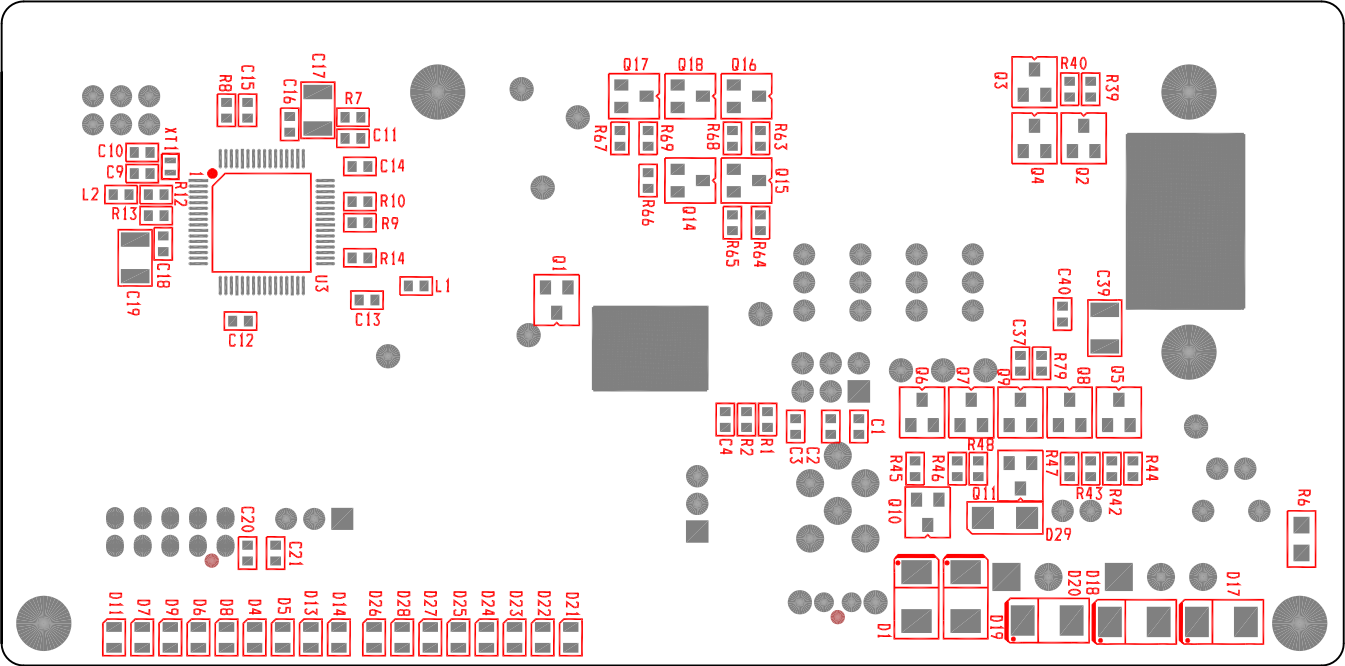 C17
Q17
Q18
Q16
R40
Q3
R39
R8
C15
C16
R7
C11
XT1
C10
C9
C14
R67
R69
R68
R63
Q4
Q2
L2
1
R12
R10
R13
R9
R66
Q14
Q15
R65
R64
C18
R14
U3
L1
C19
C13
C12
Q1
C40
C39
C37
R79
Q6
Q7
Q9
Q8
Q5
C4
R2
R1
C3
C2
C1
R48
R45
R46
R47
R44
Q11
R43
R42
Q10
D29
R6
C20
C21
D20
D18
D17
D11
D7
D9
D6
D8
D4
D5
D13
D14
D26
D28
D27
D25
D24
D23
D22
D21
D1
D19